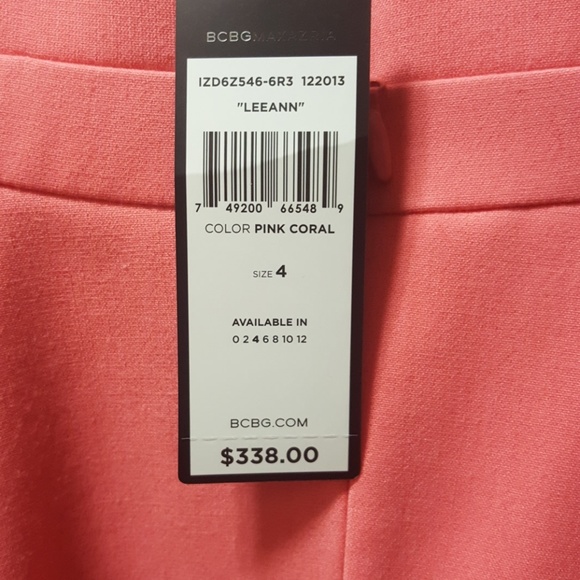 BCBGMAXAZRIA
IZD6Z546-6R3 122013
"LEEANN"
7 49200 66548 9
COLOR PINK CORAL
SIZE 4
AVAILABLE IN
0 2 4 6 8 10 12
BCBG.COM
$338.00